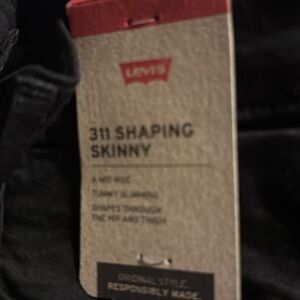 Levi's
311 SHAPING
SKINNY
A MID RISE
TUMMY SLIMMING
SHAPES THROUGH
THE HIP AND THIGH
ORIGINAL STYLE.
RESPONSIBLY MADE.